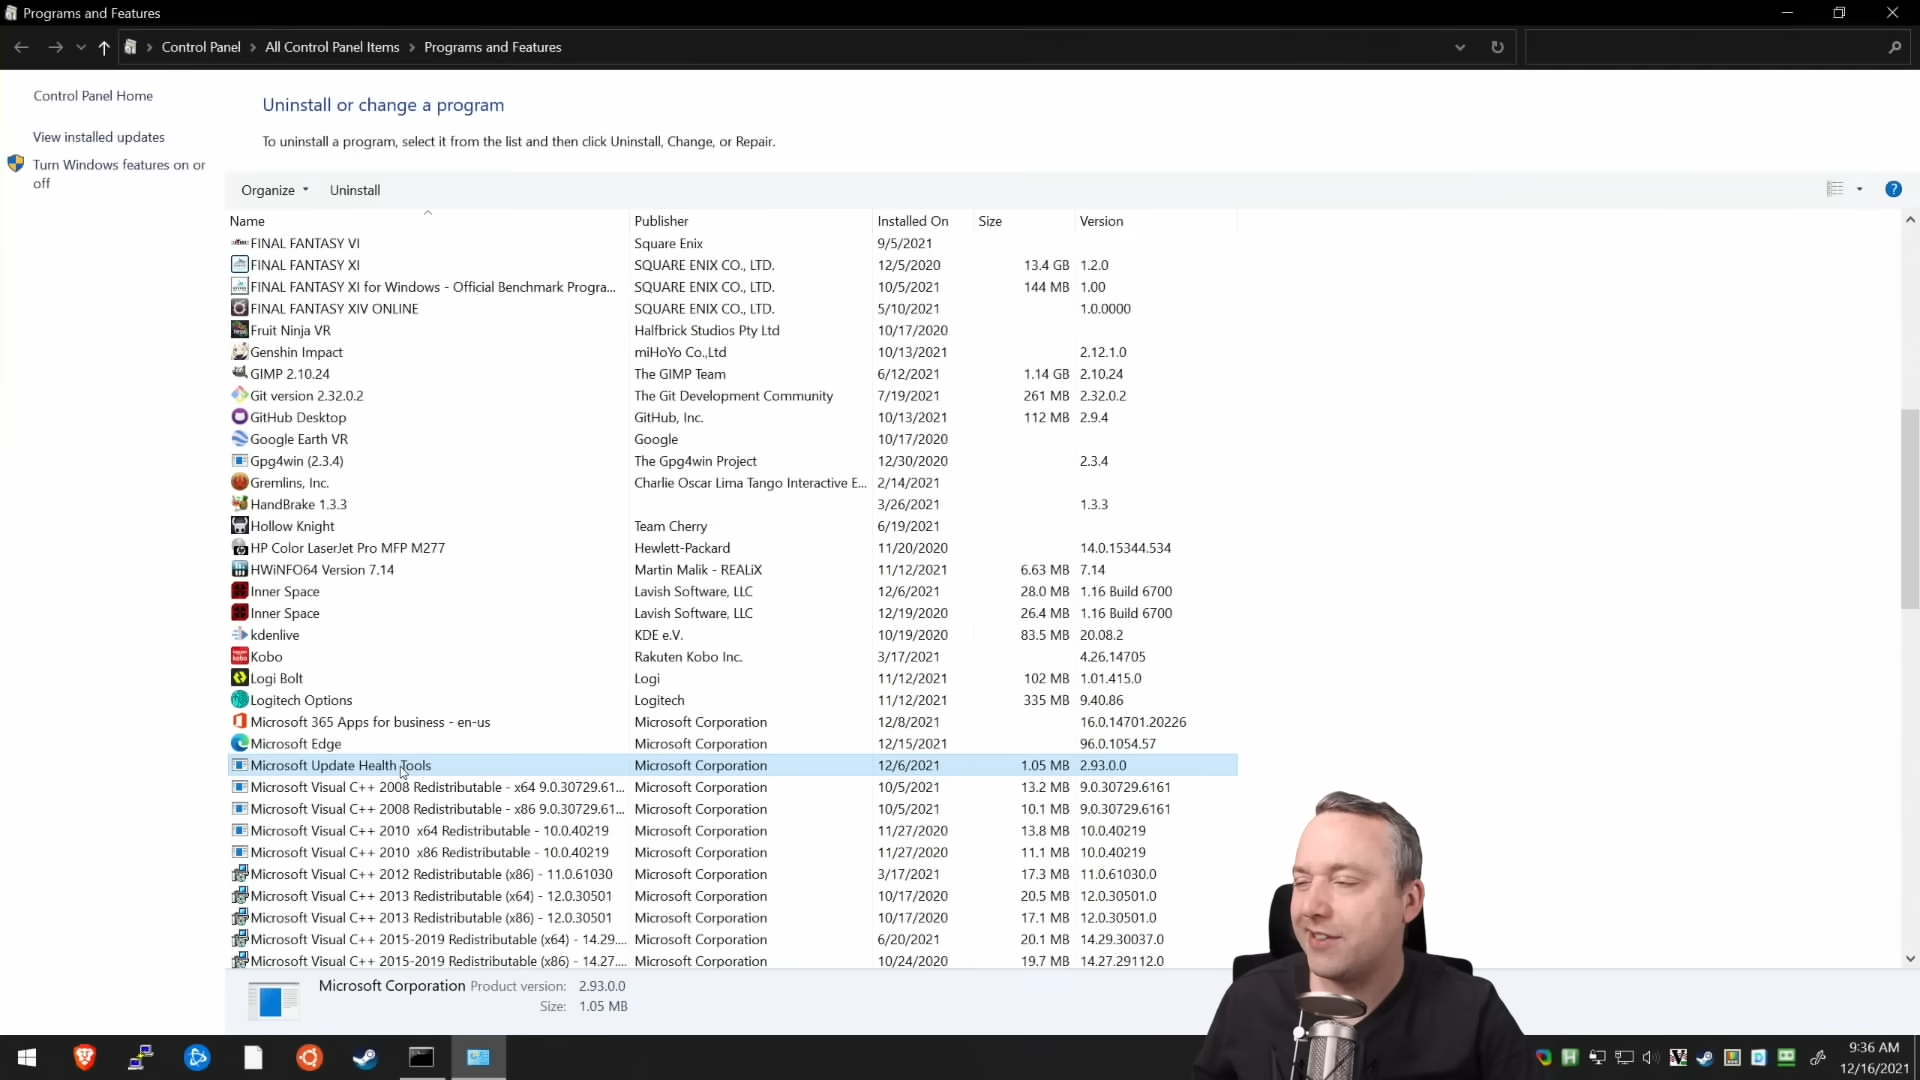 Programs and Features
Control Panel > All Control Panel Items > Programs and Features
Control Panel Home
View installed updates
Turn Windows features on or
off
Uninstall or change a program
To uninstall a program, select it from the list and then click Uninstall, Change, or Repair.
Organize Uninstall
Name Publisher Installed On Size Version
FINAL FANTASY VI Square Enix 9/5/2021
FINAL FANTASY XI SQUARE ENIX CO., LTD. 12/5/2020 13.4 GB 1.2.0
FINAL FANTASY XI for Windows - Official Benchmark Progra... SQUARE ENIX CO., LTD. 10/5/2021 144 MB 1.00
FINAL FANTASY XIV ONLINE SQUARE ENIX CO., LTD. 5/10/2021 1.0.0000
Fruit Ninja VR Halfbrick Studios Pty Ltd 10/17/2020
Genshin Impact miHoYo Co.,Ltd 10/13/2021 2.12.1.0
GIMP 2.10.24 The GIMP Team 6/12/2021 1.14 GB 2.10.24
Git version 2.32.0.2 The Git Development Community 7/19/2021 261 MB 2.32.0.2
GitHub Desktop GitHub, Inc. 10/13/2021 112 MB 2.9.4
Google Earth VR Google 10/17/2020
Gpg4win (2.3.4) The Gpg4win Project 12/30/2020 2.3.4
Gremlins, Inc. Charlie Oscar Lima Tango Interactive E... 2/14/2021
HandBrake 1.3.3 3/26/2021 1.3.3
Hollow Knight Team Cherry 6/19/2021
HP Color LaserJet Pro MFP M277 Hewlett-Packard 11/20/2020 14.0.15344.534
HWiNFO64 Version 7.14 Martin Malik - REALiX 11/12/2021 6.63 MB 7.14
Inner Space Lavish Software, LLC 12/6/2021 28.0 MB 1.16 Build 6700
Inner Space Lavish Software, LLC 12/19/2020 26.4 MB 1.16 Build 6700
kdenlive KDE e.V. 10/19/2020 83.5 MB 20.08.2
Kobo Rakuten Kobo Inc. 3/17/2021 4.26.14705
Logi Bolt Logi 11/12/2021 102 MB 1.01.415.0
Logitech Options Logitech 11/12/2021 335 MB 9.40.86
Microsoft 365 Apps for business - en-us Microsoft Corporation 12/8/2021 16.0.14701.20226
Microsoft Edge Microsoft Corporation 12/15/2021 96.0.1054.57
Microsoft Update Health Tools Microsoft Corporation 12/6/2021 1.05 MB 2.93.0.0
Microsoft Visual C++ 2008 Redistributable - x64 9.0.30729.61... Microsoft Corporation 10/5/2021 13.2 MB 9.0.30729.6161
Microsoft Visual C++ 2008 Redistributable - x86 9.0.30729.61... Microsoft Corporation 10/5/2021 10.1 MB 9.0.30729.6161
Microsoft Visual C++ 2010 x64 Redistributable - 10.0.40219 Microsoft Corporation 11/27/2020 13.8 MB 10.0.40219
Microsoft Visual C++ 2010 x86 Redistributable - 10.0.40219 Microsoft Corporation 11/27/2020 11.1 MB 10.0.40219
Microsoft Visual C++ 2012 Redistributable (x86) - 11.0.61030 Microsoft Corporation 3/17/2021 17.3 MB 11.0.61030.0
Microsoft Visual C++ 2013 Redistributable (x64) - 12.0.30501 Microsoft Corporation 10/17/2020 20.5 MB 12.0.30501.0
Microsoft Visual C++ 2013 Redistributable (x86) - 12.0.30501 Microsoft Corporation 10/17/2020 17.1 MB 12.0.30501.0
Microsoft Visual C++ 2015-2019 Redistributable (x64) - 14.29.... Microsoft Corporation 6/20/2021 20.1 MB 14.29.30037.0
Microsoft Visual C++ 2015-2019 Redistributable (x86) - 14.27.... Microsoft Corporation 10/24/2020 19.7 MB 14.27.29112.0
Microsoft Corporation Product version: 2.93.0.0
Size: 1.05 MB
9:36 AM
12/16/2021